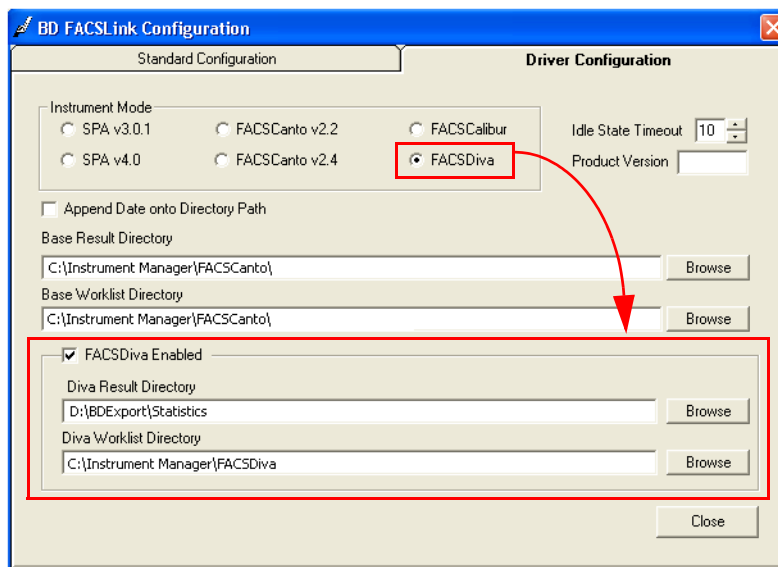 BD FACSLink Configuration
Standard Configuration
Driver Configuration
Instrument Mode
SPA v3.0.1
FACSCanto v2.2
FACSCalibur
Idle State Timeout 10
SPA v4.0
FACSCanto v2.4
FACSDiva
Product Version
Append Date onto Directory Path
Base Result Directory
C:\Instrument Manager\FACSCanto\
Browse
Base Worklist Directory
C:\Instrument Manager\FACSCanto\
Browse
FACSDiva Enabled
Diva Result Directory
D:\BDExport\Statistics
Browse
Diva Worklist Directory
C:\Instrument Manager\FACSDiva
Browse
Close